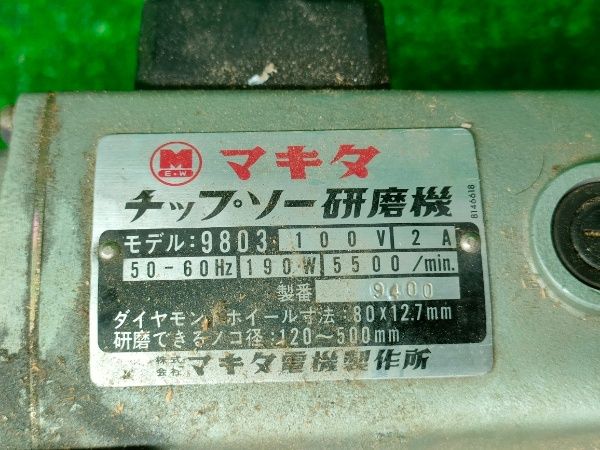 M
E・W
マキタ
チップ・ソー研磨機
モデル:9803 100V 2A
50-60Hz 190W 5500/min.
製番 9400
ダイヤモンドホイール寸法:80×12.7mm
研磨できるノコ径:120〜500mm
株式会社 マキタ電機製作所
B146618